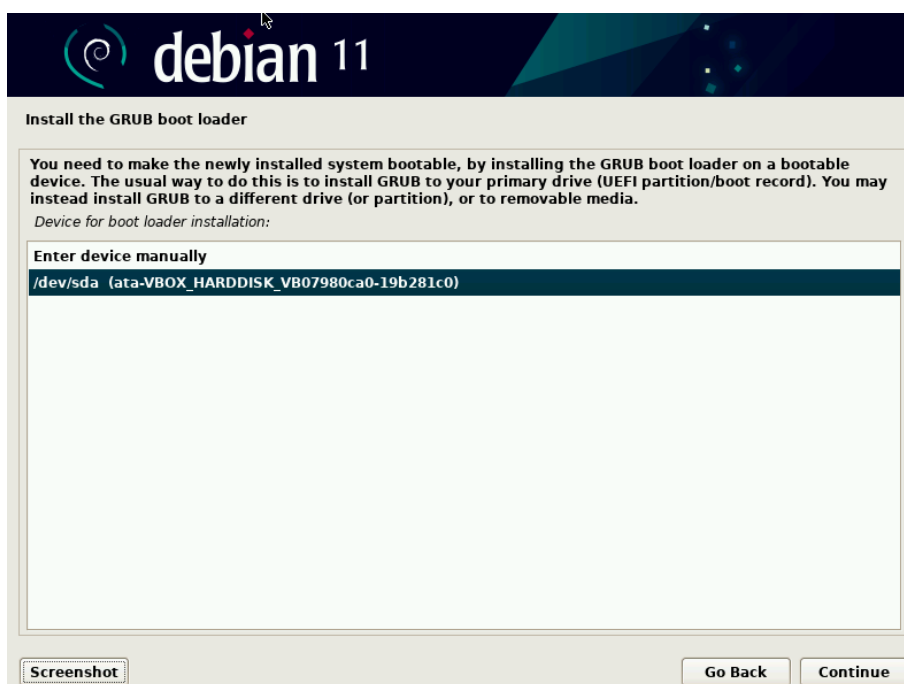 debian 11
Install the GRUB boot loader
You need to make the newly installed system bootable, by installing the GRUB boot loader on a bootable
device. The usual way to do this is to install GRUB to your primary drive (UEFI partition/boot record). You may
instead install GRUB to a different drive (or partition), or to removable media.
Device for boot loader installation:
Enter device manually
/dev/sda (ata-VBOX_HARDDISK_VB07980ca0-19b281c0)
Screenshot
Go Back
Continue